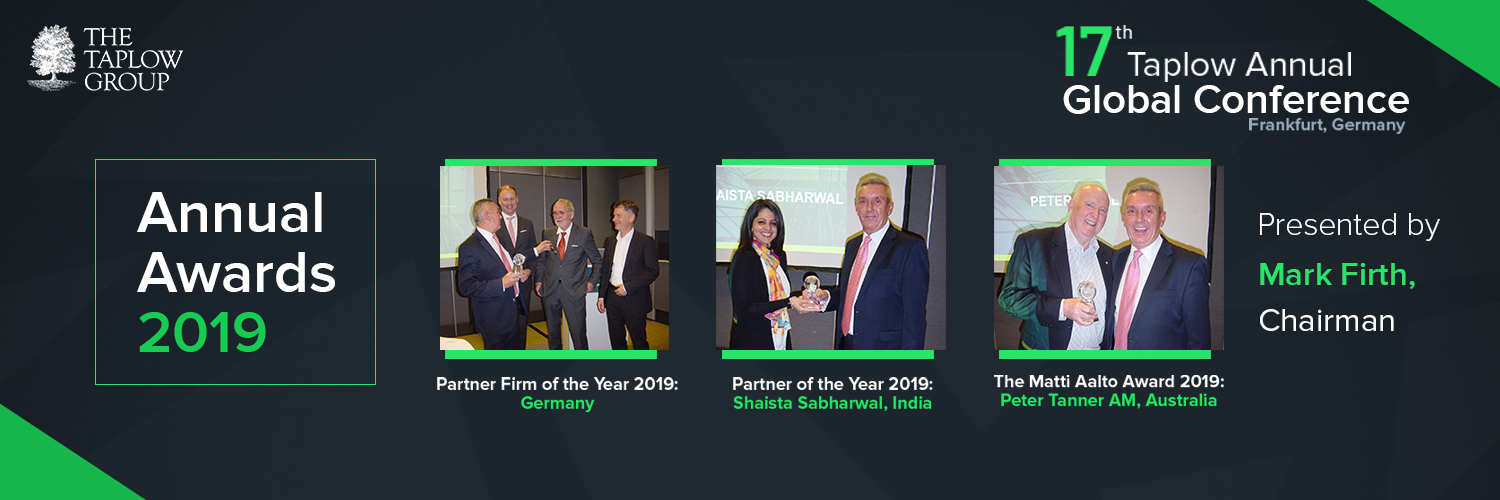 THE
TAPLOW
GROUP
17th
Taplow Annual
Global Conference
Frankfurt, Germany
Annual
Awards
2019
AISTA SABHARWAL
PETER
Partner Firm of the Year 2019:
Germany
Partner of the Year 2019:
Shaista Sabharwal, India
The Matti Aalto Award 2019:
Peter Tanner AM, Australia
Presented by
Mark Firth,
Chairman